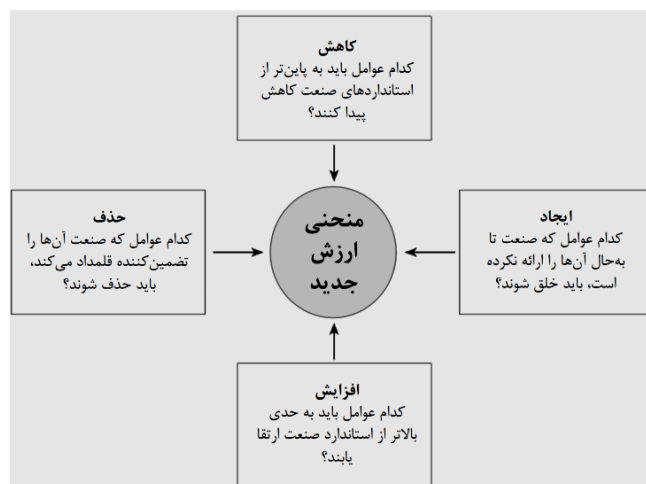 کاهش
کدام عوامل باید به پایین‌تر از
استانداردهای صنعت کاهش
پیدا کنند؟
ایجاد
کدام عوامل که صنعت تا
به‌حال آن‌ها را ارائه نکرده
است، باید خلق شوند؟
منحنی
ارزش
جدید
حذف
کدام عوامل که صنعت آن‌ها را
تضمین‌کننده قلمداد می‌کند،
باید حذف شوند؟
افزایش
کدام عوامل باید به حدی
بالاتر از استاندارد صنعت ارتقا
یابند؟